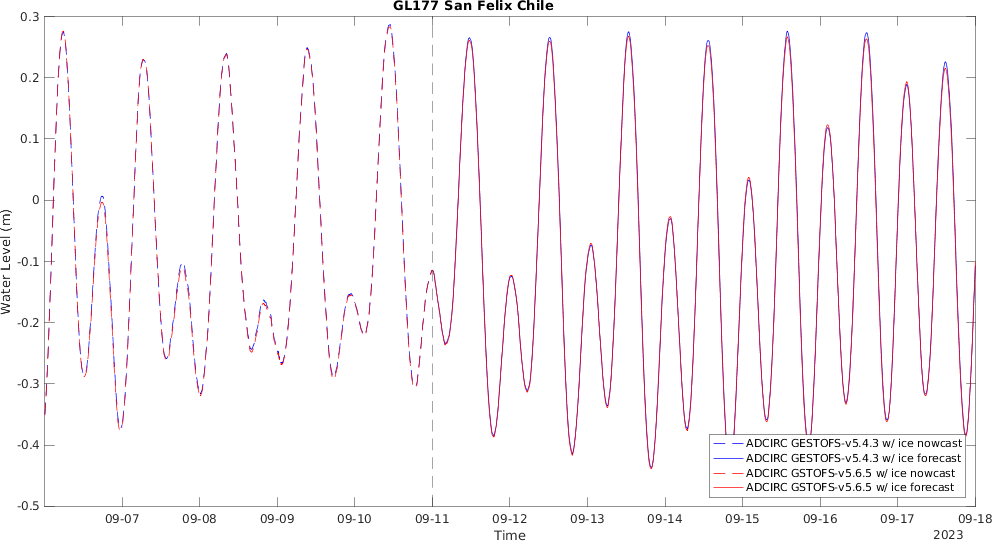 GL177 San Felix Chile
Water Level (m)
0.3
0.2
0.1
0
-0.1
-0.2
-0.3
-0.4
-0.5
ADCIRC GESTOFS-v5.4.3 w/ ice nowcast
ADCIRC GESTOFS-v5.4.3 w/ ice forecast
ADCIRC GSTOFS-v5.6.5 w/ ice nowcast
ADCIRC GSTOFS-v5.6.5 w/ ice forecast
09-07 09-08 09-09 09-10 09-11 09-12 09-13 09-14 09-15 09-16 09-17 09-18
Time
2023